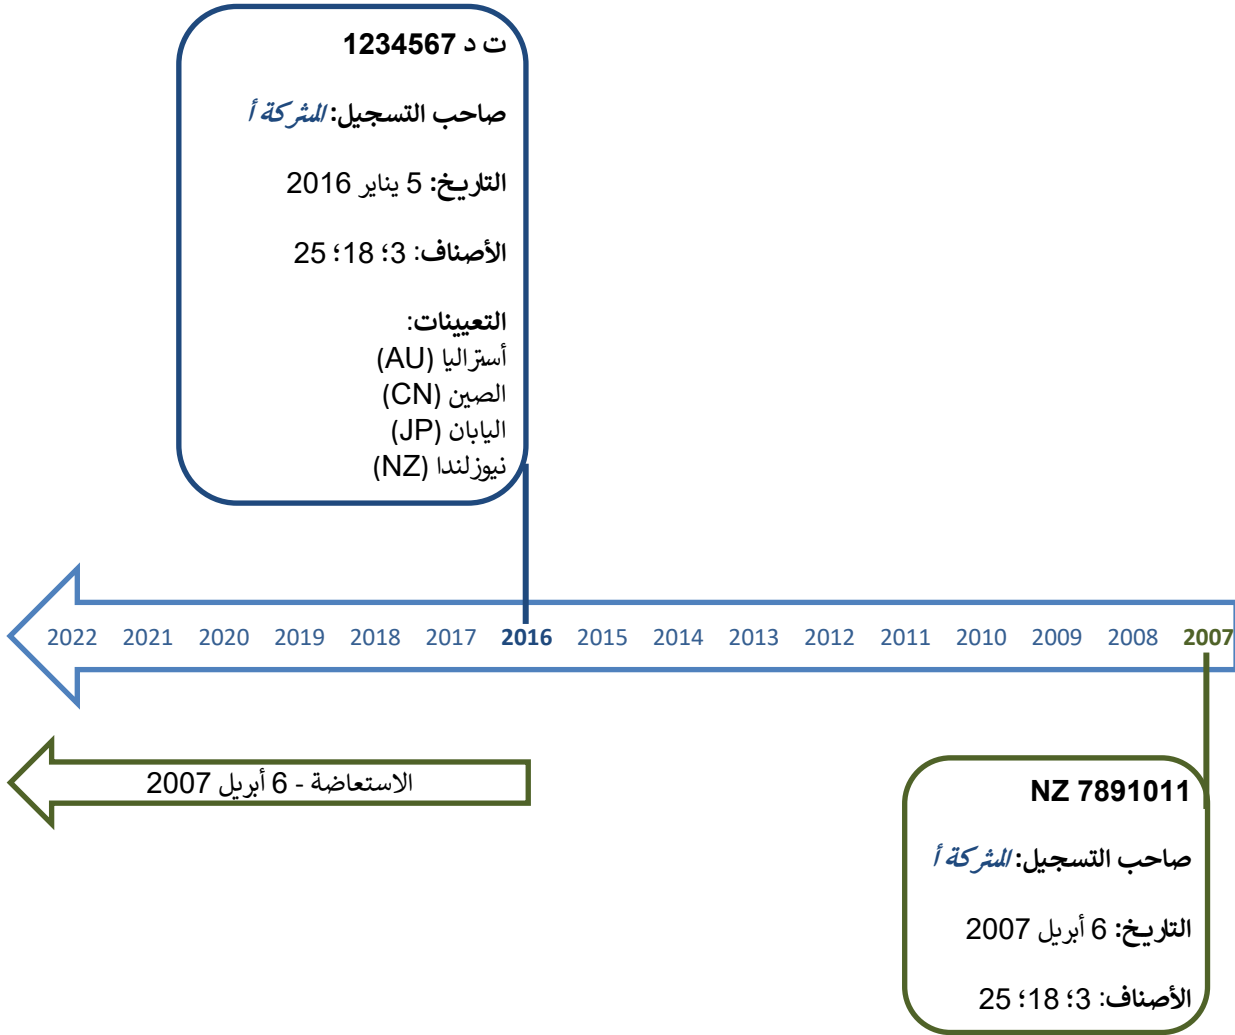 ت د 1234567
صاحب التسجيل: الشركة أ
التاريخ: 5 يناير 2016
الأصناف: 3؛ 18؛ 25
التعيينات:
أستراليا (AU)
الصين (CN)
اليابان (JP)
نيوزلندا (NZ)
2007 2008 2009 2010 2011 2012 2013 2014 2015 2016 2017 2018 2019 2020 2021 2022
الاستعاضة - 6 أبريل 2007
NZ 7891011
صاحب التسجيل: الشركة أ
التاريخ: 6 أبريل 2007
الأصناف: 3؛ 18؛ 25